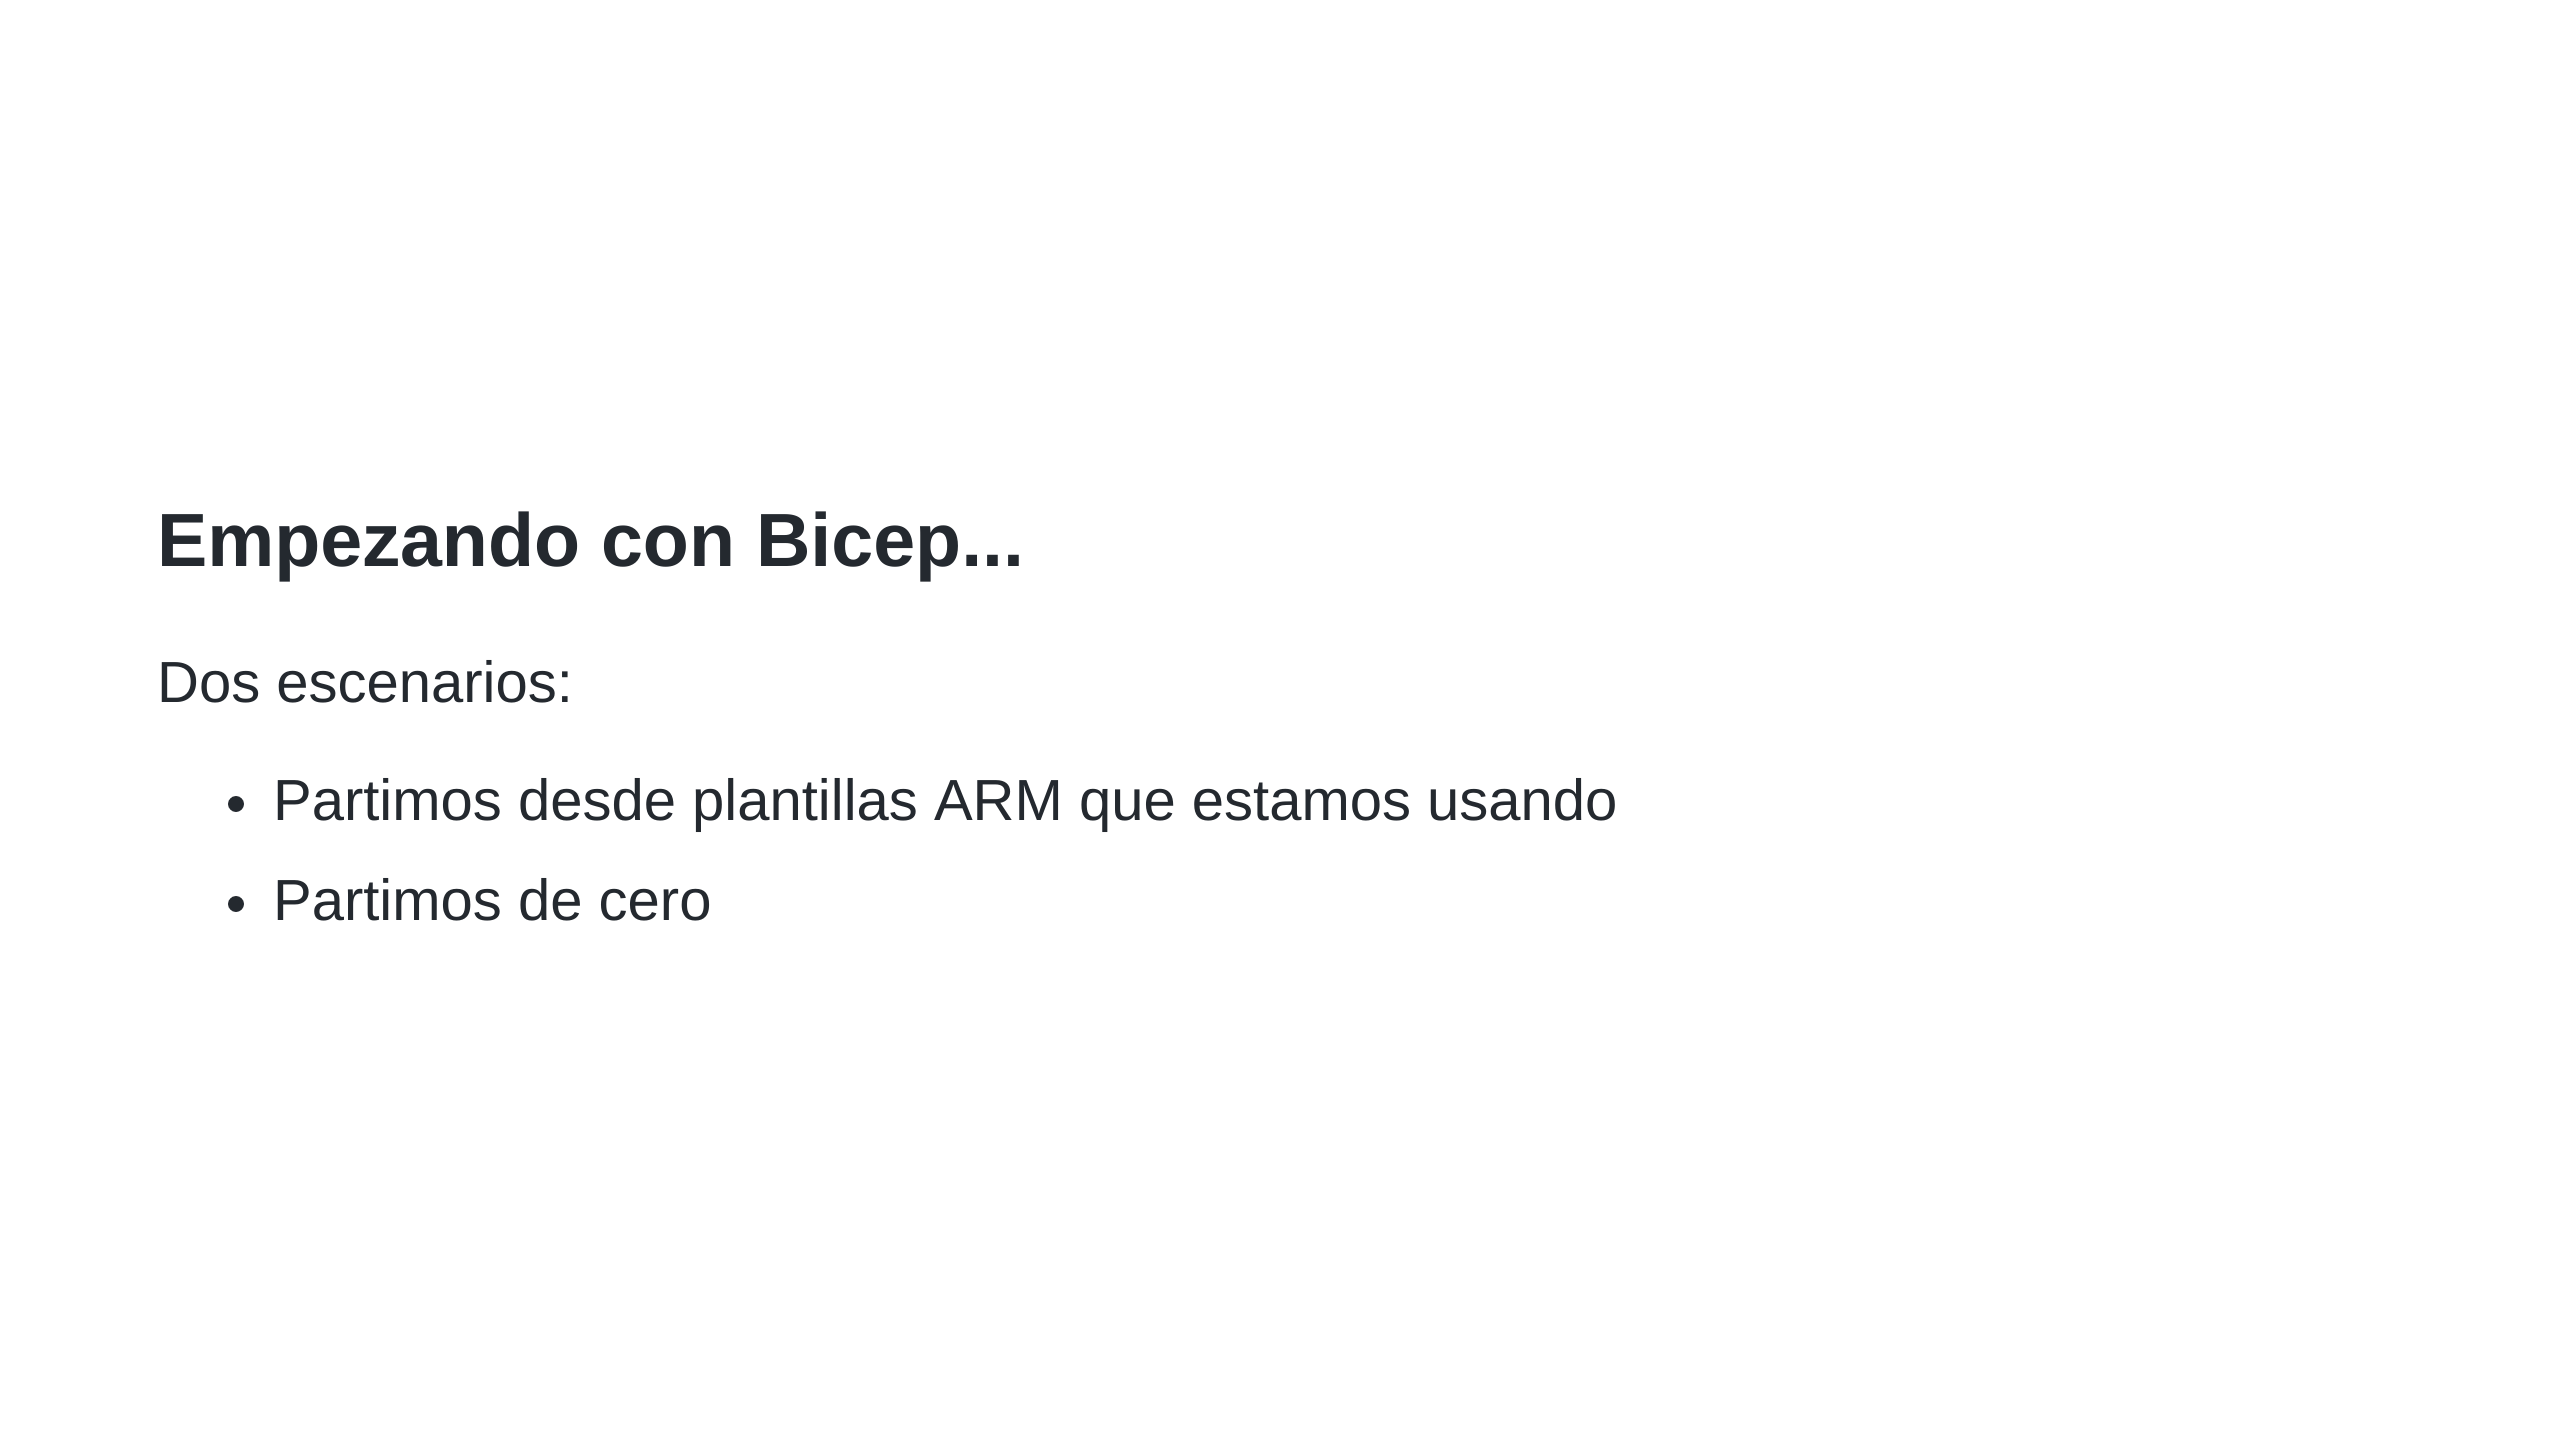 Empezando con Bicep...
Dos escenarios:
• Partimos desde plantillas ARM que estamos usando
• Partimos de cero